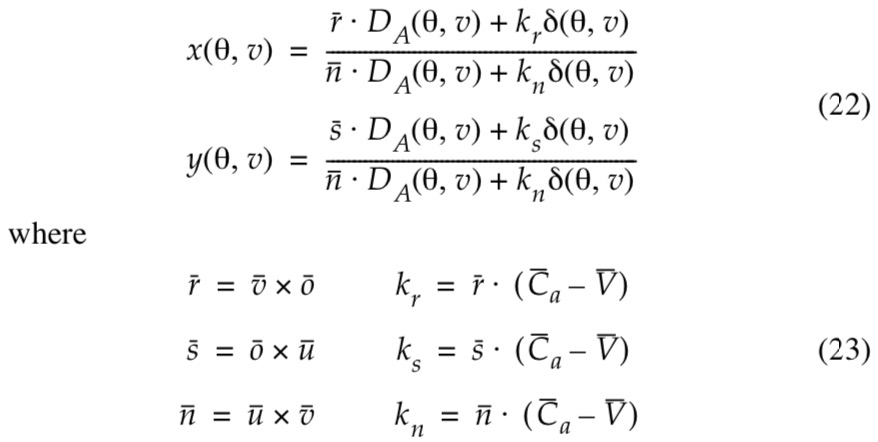 x(θ, v) = (r̄ · D_A(θ, v) + k_r δ(θ, v)) / (n̄ · D_A(θ, v) + k_n δ(θ, v))
y(θ, v) = (s̄ · D_A(θ, v) + k_s δ(θ, v)) / (n̄ · D_A(θ, v) + k_n δ(θ, v))
(22)
where
r̄ = v̄ × ō k_r = r̄ · (C̄_a – V̄)
s̄ = ō × ū k_s = s̄ · (C̄_a – V̄) (23)
n̄ = ū × v̄ k_n = n̄ · (C̄_a – V̄)